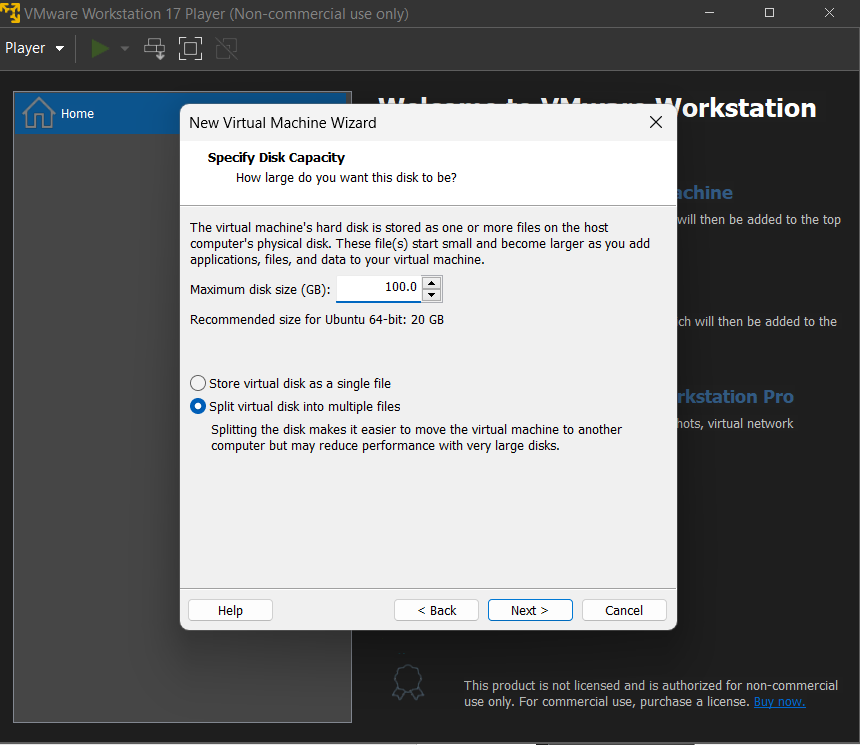 VMware Workstation 17 Player (Non-commercial use only)
Player
Home
Workstation
New Virtual Machine Wizard
Specify Disk Capacity
How large do you want this disk to be?
The virtual machine's hard disk is stored as one or more files on the host
computer's physical disk. These file(s) start small and become larger as you add
applications, files, and data to your virtual machine.
Maximum disk size (GB): 100.0
Recommended size for Ubuntu 64-bit: 20 GB
Store virtual disk as a single file
Split virtual disk into multiple files
Splitting the disk makes it easier to move the virtual machine to another
computer but may reduce performance with very large disks.
Help
< Back
Next >
Cancel
achine
will then be added to the top
ch will then be added to the
rkstation Pro
hots, virtual network
This product is not licensed and is authorized for non-commercial
use only. For commercial use, purchase a license. Buy now.